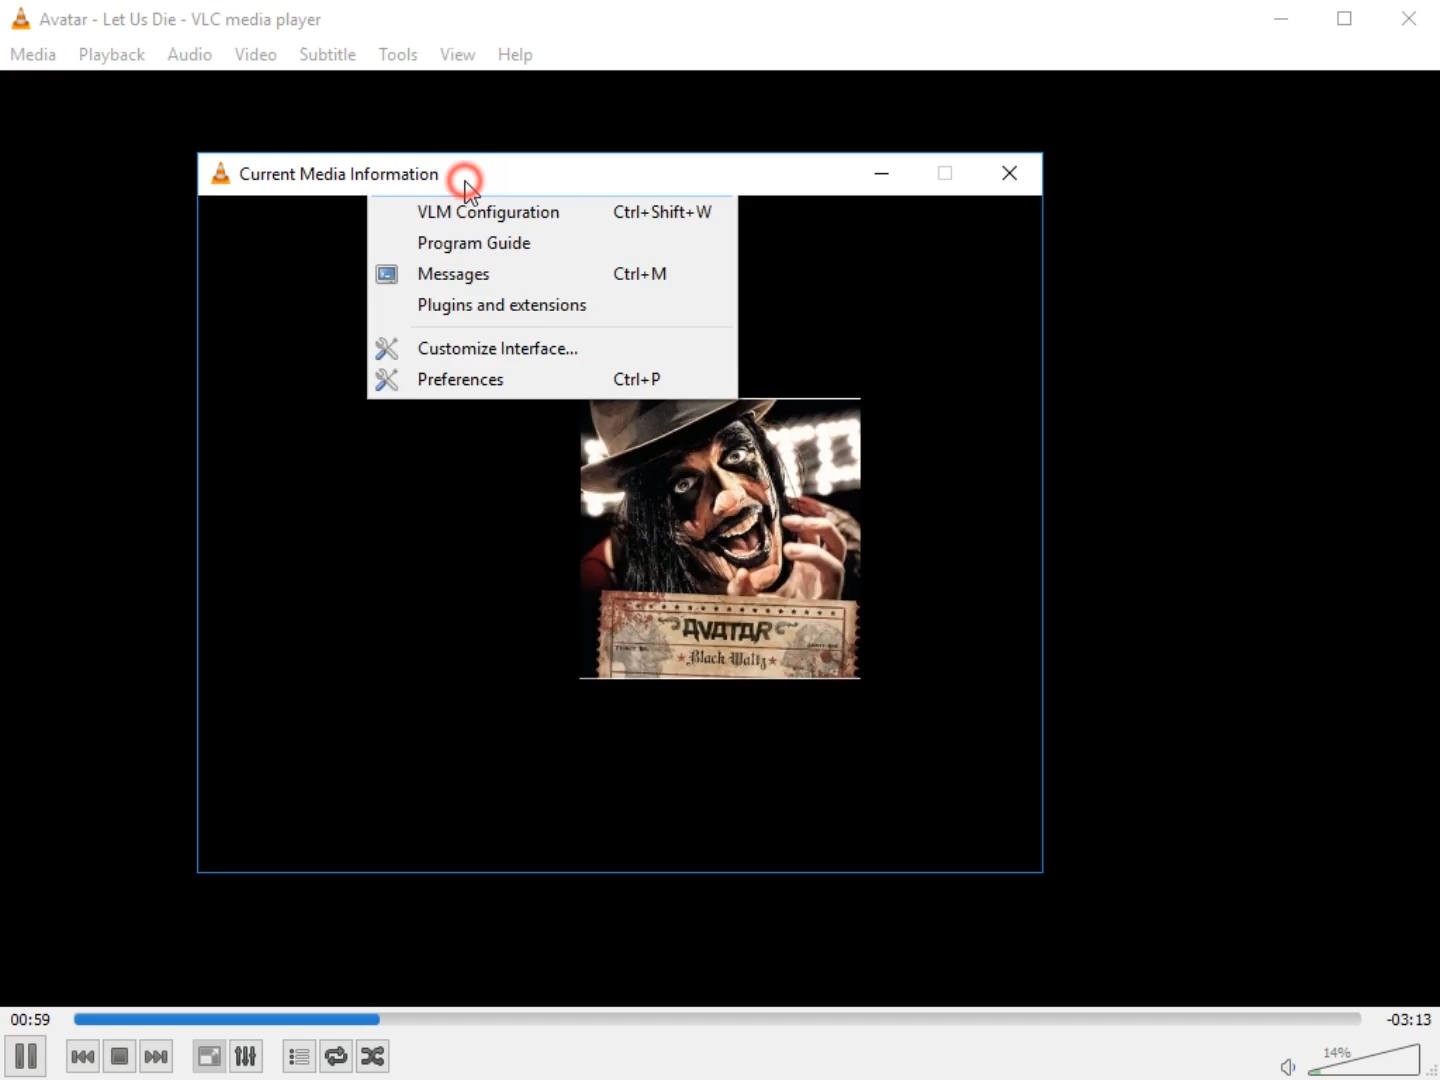 Avatar - Let Us Die - VLC media player
Media Playback Audio Video Subtitle Tools View Help
Current Media Information
VLM Configuration Ctrl+Shift+W
Program Guide
Messages Ctrl+M
Plugins and extensions
Customize Interface...
Preferences Ctrl+P
AVATAR
Black Waltz
00:59 -03:13
14%